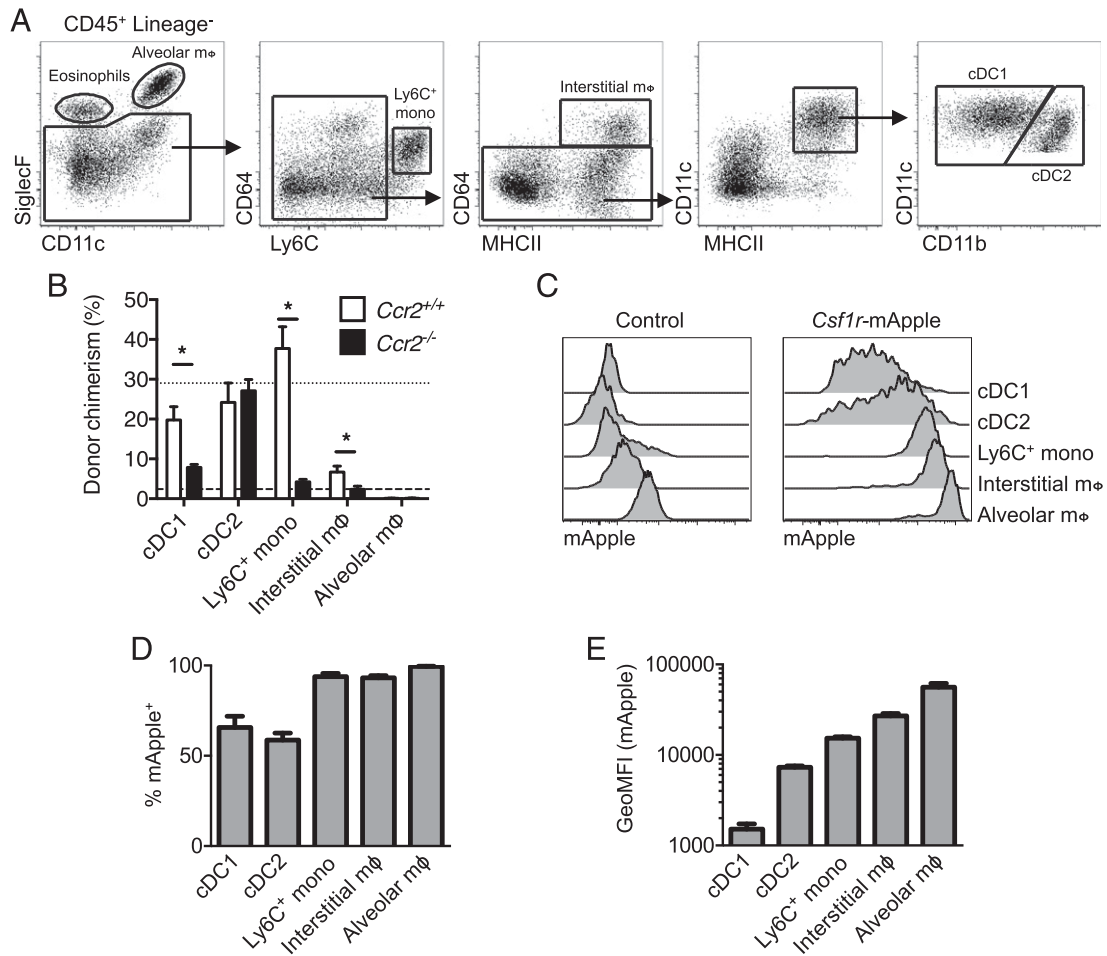 A
CD45⁺ Lineage⁻
Eosinophils
Alveolar mΦ
SiglecF
CD11c
Ly6C⁺
mono
CD64
Ly6C
Interstitial mΦ
CD64
MHCII
CD11c
MHCII
cDC1
cDC2
CD11c
CD11b
B
Donor chimerism (%)
50
40
30
20
10
0
*
*
*
Ccr2⁺/⁺
Ccr2⁻/⁻
cDC1
cDC2
Ly6C⁺ mono
Interstitial mΦ
Alveolar mΦ
C
Control
Csf1r-mApple
cDC1
cDC2
Ly6C⁺ mono
Interstitial mΦ
Alveolar mΦ
mApple
mApple
D
% mApple⁺
100
50
0
cDC1
cDC2
Ly6C⁺ mono
Interstitial mϕ
Alveolar mϕ
E
GeoMFI (mApple)
100000
10000
1000
cDC1
cDC2
Ly6C⁺ mono
Interstitial mϕ
Alveolar mϕ